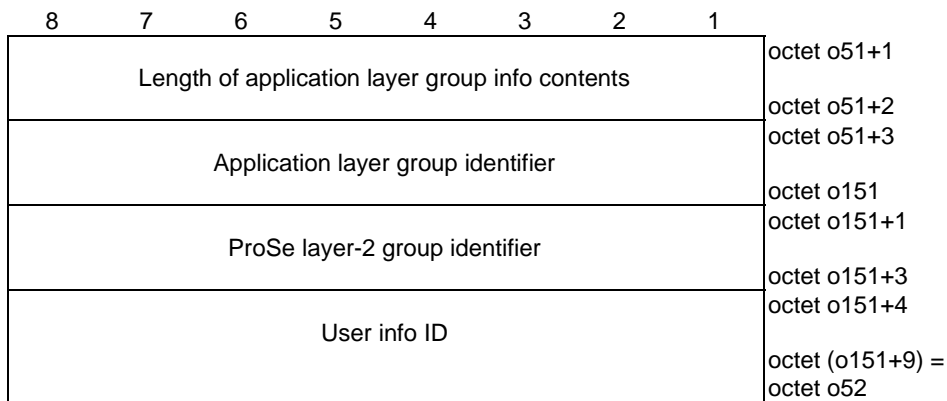 8 7 6 5 4 3 2 1
octet o51+1
Length of application layer group info contents
octet o51+2
octet o51+3
Application layer group identifier
octet o151
octet o151+1
ProSe layer-2 group identifier
octet o151+3
octet o151+4
User info ID
octet (o151+9) =
octet o52